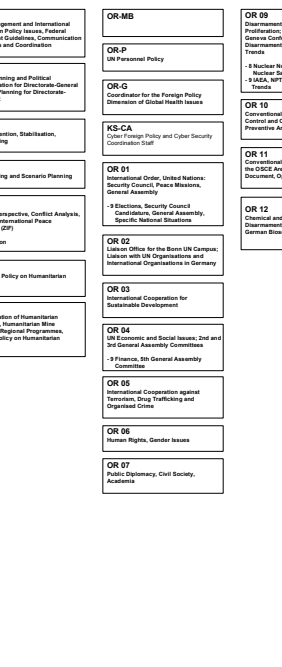 gement and International
n Policy Issues, Federal
t Guidelines, Communication
s and Coordination
nning and Political
ation for Directorate-General
Planning for Directorate-
ention, Stabilisation,
ing
ing and Scenario Planning
erspective, Conflict Analysis,
nternational Peace
(ZIF)
on
Policy on Humanitarian
tion of Humanitarian
, Humanitarian Mine
Regional Programmes,
olicy on Humanitarian
OR-MB
OR-P
UN Personnel Policy
OR-G
Coordinator for the Foreign Policy
Dimension of Global Health Issues
KS-CA
Cyber Foreign Policy and Cyber Security
Coordination Staff
OR 01
International Order, United Nations:
Security Council, Peace Missions,
General Assembly
- 9 Elections, Security Council
Candidature, General Assembly,
Specific National Situations
OR 02
Liaison Office for the Bonn UN Campus;
Liaison with UN Organisations and
International Organisations in Germany
OR 03
International Cooperation for
Sustainable Development
OR 04
UN Economic and Social Issues; 2nd and
3rd General Assembly Committees
- 9 Finance, 5th General Assembly
Committee
OR 05
International Cooperation against
Terrorism, Drug Trafficking and
Organised Crime
OR 06
Human Rights, Gender Issues
OR 07
Public Diplomacy, Civil Society,
Academia
OR 09
Disarmament
Proliferation;
Geneva Conf
Disarmament
Trends
- 8 Nuclear Nu
Nuclear Sa
- 9 IAEA, NPT
Trends
OR 10
Conventional
Control and C
Preventive Ar
OR 11
Conventional
the OSCE Are
Document, Op
OR 12
Chemical and
Disarmament
German Bios